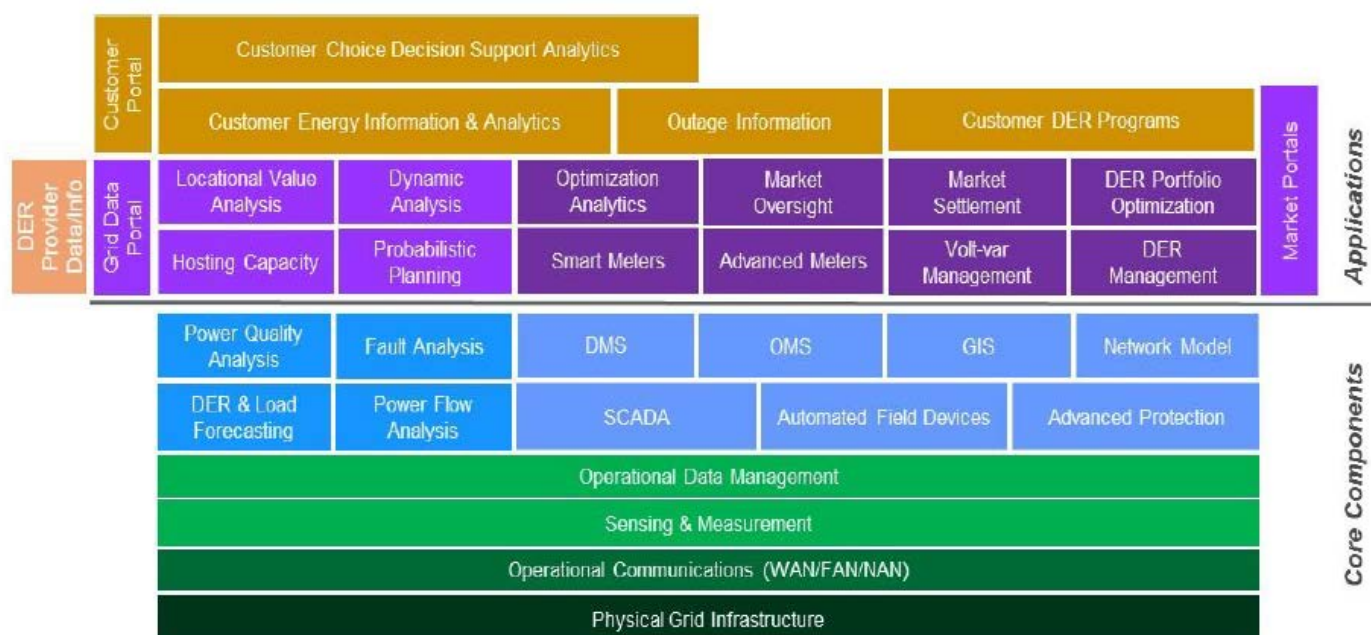 Customer
Portal
Customer Choice Decision Support Analytics
Customer Energy Information & Analytics
Outage Information
Customer DER Programs
Market Portals
Applications
DER
Provider
Data/Info
Grid Data
Portal
Locational Value
Analysis
Dynamic
Analysis
Optimization
Analytics
Market
Oversight
Market
Settlement
DER Portfolio
Optimization
Hosting Capacity
Probabilistic
Planning
Smart Meters
Advanced Meters
Volt-var
Management
DER
Management
Power Quality
Analysis
Fault Analysis
DMS
OMS
GIS
Network Model
Core Components
DER & Load
Forecasting
Power Flow
Analysis
SCADA
Automated Field Devices
Advanced Protection
Operational Data Management
Sensing & Measurement
Operational Communications (WAN/FAN/NAN)
Physical Grid Infrastructure